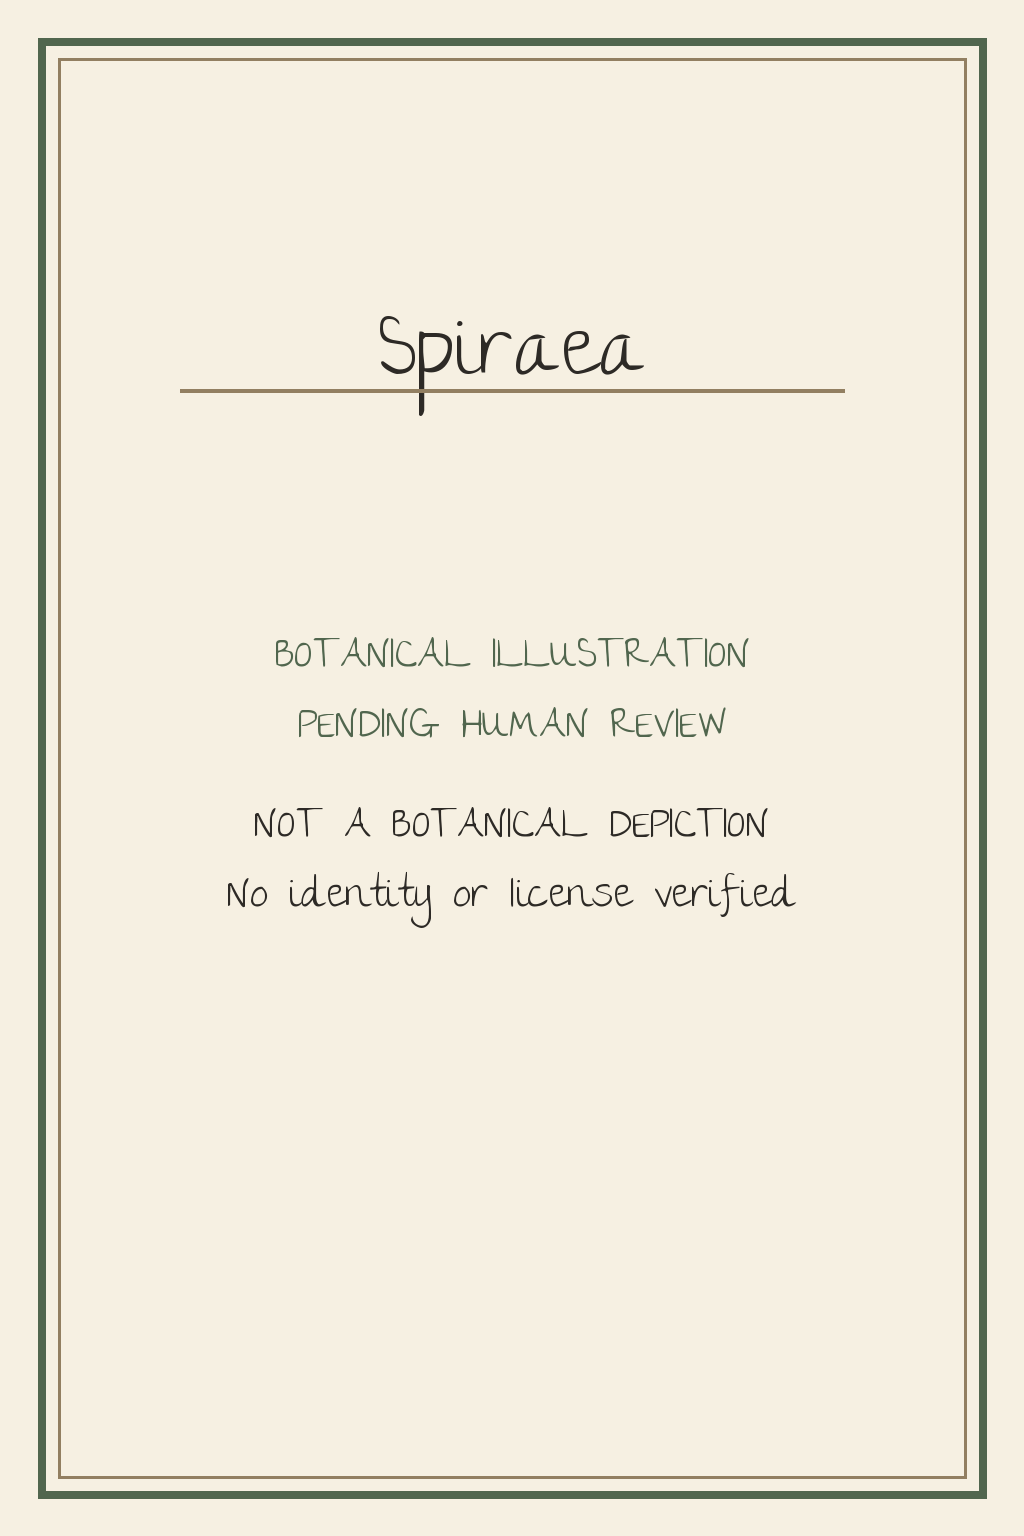 Spiraea
BOTANICAL ILLUSTRATION
PENDING HUMAN REVIEW
NOT A BOTANICAL DEPICTION
No identity or license verified